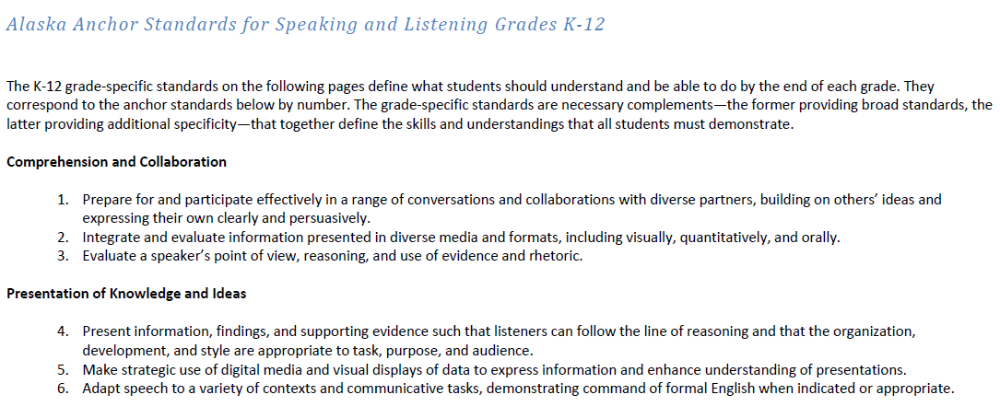 Alaska Anchor Standards for Speaking and Listening Grades K-12
The K-12 grade-specific standards on the following pages define what students should understand and be able to do by the end of each grade. They
correspond to the anchor standards below by number. The grade-specific standards are necessary complements—the former providing broad standards, the
latter providing additional specificity—that together define the skills and understandings that all students must demonstrate.
Comprehension and Collaboration
1. Prepare for and participate effectively in a range of conversations and collaborations with diverse partners, building on others’ ideas and
expressing their own clearly and persuasively.
2. Integrate and evaluate information presented in diverse media and formats, including visually, quantitatively, and orally.
3. Evaluate a speaker’s point of view, reasoning, and use of evidence and rhetoric.
Presentation of Knowledge and Ideas
4. Present information, findings, and supporting evidence such that listeners can follow the line of reasoning and that the organization,
development, and style are appropriate to task, purpose, and audience.
5. Make strategic use of digital media and visual displays of data to express information and enhance understanding of presentations.
6. Adapt speech to a variety of contexts and communicative tasks, demonstrating command of formal English when indicated or appropriate.